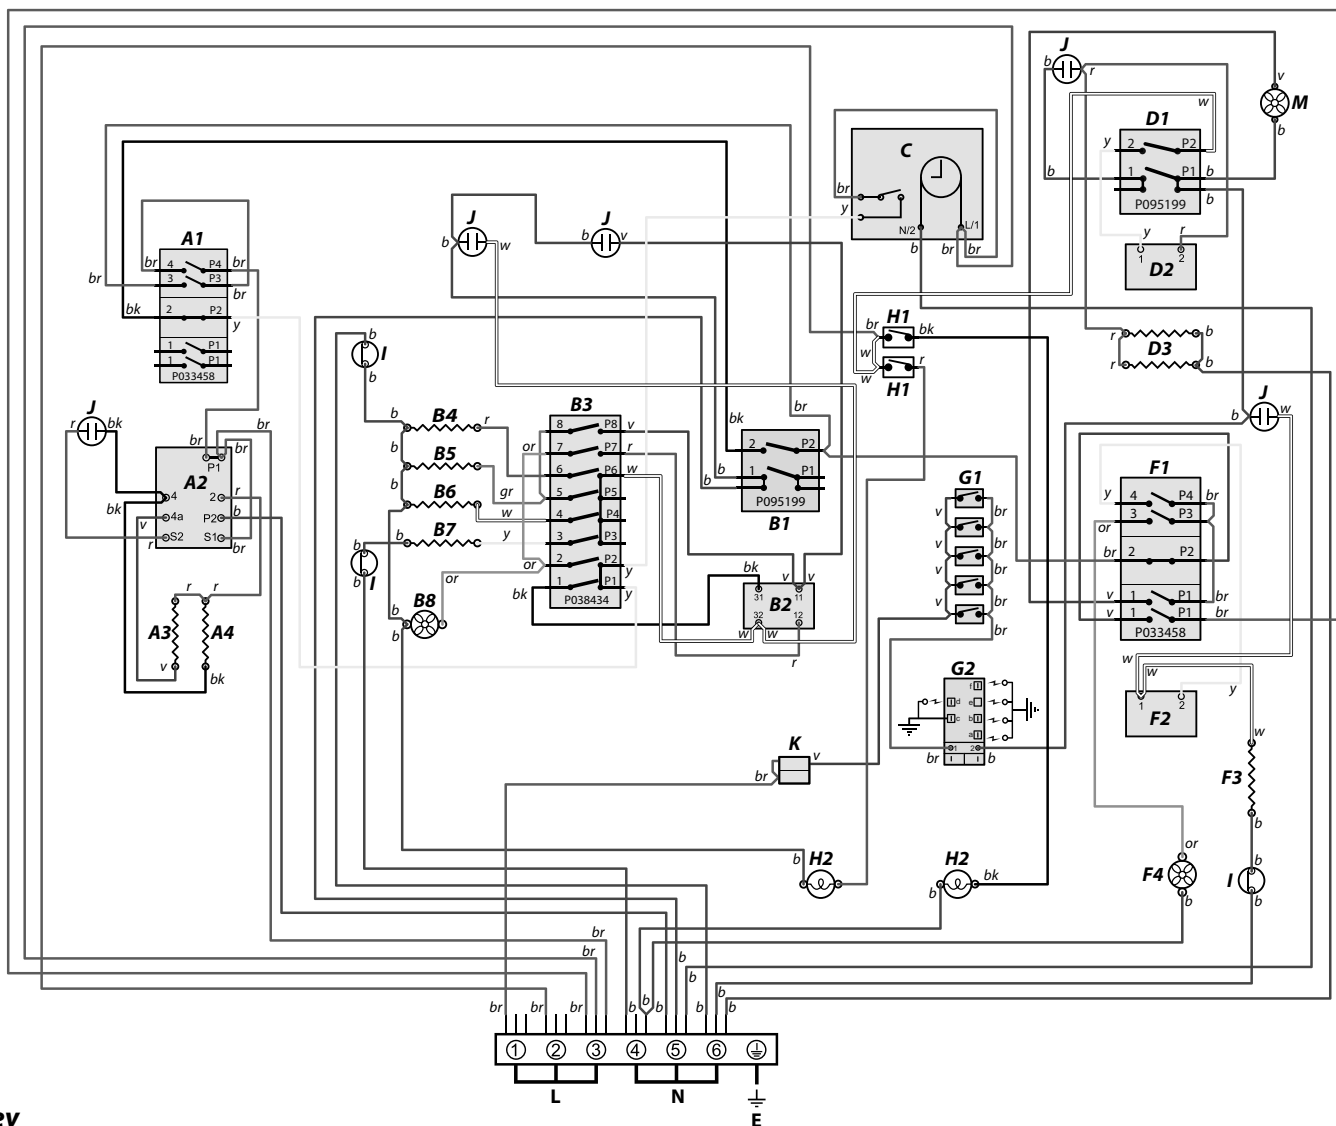 J
b
r
v
M
b
D1
w
y
2
P2
1
P1
b
b
b
P095199
y
r
1
2
D2
C
br
y
N/2
L/1
b
br
br
J
b
w
J
b
v
A1
br
4
P4
br
br
3
P3
br
bk
2
P2
y
1
P1
1
P1
P033458
H1
br
bk
w
w
r
H1
r
D3
b
r
b
b
I
b
J
r
bk
B4
b
r
B3
8
P8
v
or
7
P7
r
6
P6
w
B5
b
gr
5
P5
B6
b
w
4
P4
B7
b
y
3
P3
or
2
P2
y
bk
1
P1
y
P038434
br
br
br
P1
A2
4
2
r
bk
v
4a
P2
b
r
S2
S1
br
bk
br
2
P2
b
1
P1
b
P095199
B1
J
b
w
G1
v
br
v
br
v
br
v
br
br
F1
y
4
P4
br
or
3
P3
br
2
P2
v
1
P1
br
v
1
P1
br
P033458
b
I
b
or
B8
b
b
bk
v
v
31
11
B2
32
12
w
w
r
r
r
A3
A4
v
bk
w
w
y
1
2
F2
G2
f
d
e
c
b
a
1
2
br
b
K
v
br
w
F3
b
H2
b
H2
b
bk
or
F4
b
b
I
b
br
br
b
b
br
br
br
b
b
b
b
b
b
1
2
3
4
5
6
L
N
E
ey